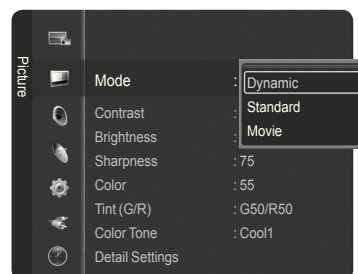 Picture
Mode : Dynamic
Standard
Movie
Contrast :
Brightness :
Sharpness : 75
Color : 55
Tint (G/R) : G50/R50
Color Tone : Cool1
Detail Settings